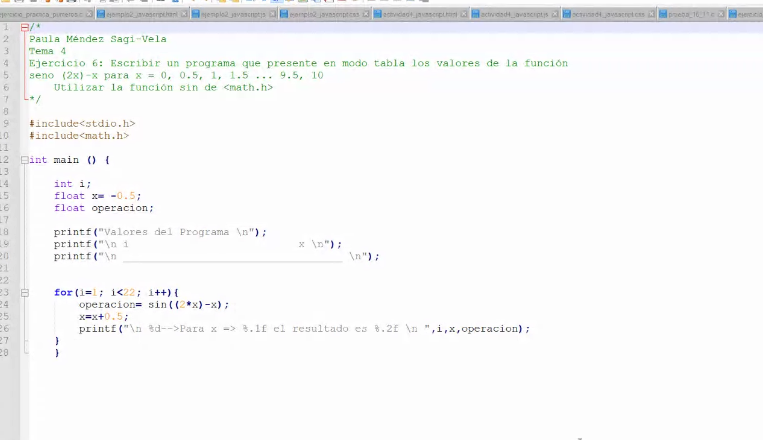 ejemplo2_javascript.html ejemplo2_javascript.js ejemplo2_javascript.css actividad4_javascript.html actividad4_javascript.js actividad4_javascript.css
1 /*
2 Paula Méndez Sagi-Vela
3 Tema 4
4 Ejercicio 6: Escribir un programa que presente en modo tabla los valores de la función
5 seno (2x)-x para x = 0, 0.5, 1, 1.5 ... 9.5, 10
6 Utilizar la función sin de <math.h>
7 */
8
9 #include<stdio.h>
10 #include<math.h>
11
12 int main () {
13
14 int i;
15 float x= -0.5;
16 float operacion;
17
18 printf("Valores del Programa \n");
19 printf("\n i x \n");
20 printf("\n ___________________________________ \n");
21
22
23 for(i=1; i<22; i++){
24 operacion= sin((2*x)-x);
25 x=x+0.5;
26 printf("\n %d-->Para x => %.1f el resultado es %.2f \n ",i,x,operacion);
27 }
28 }